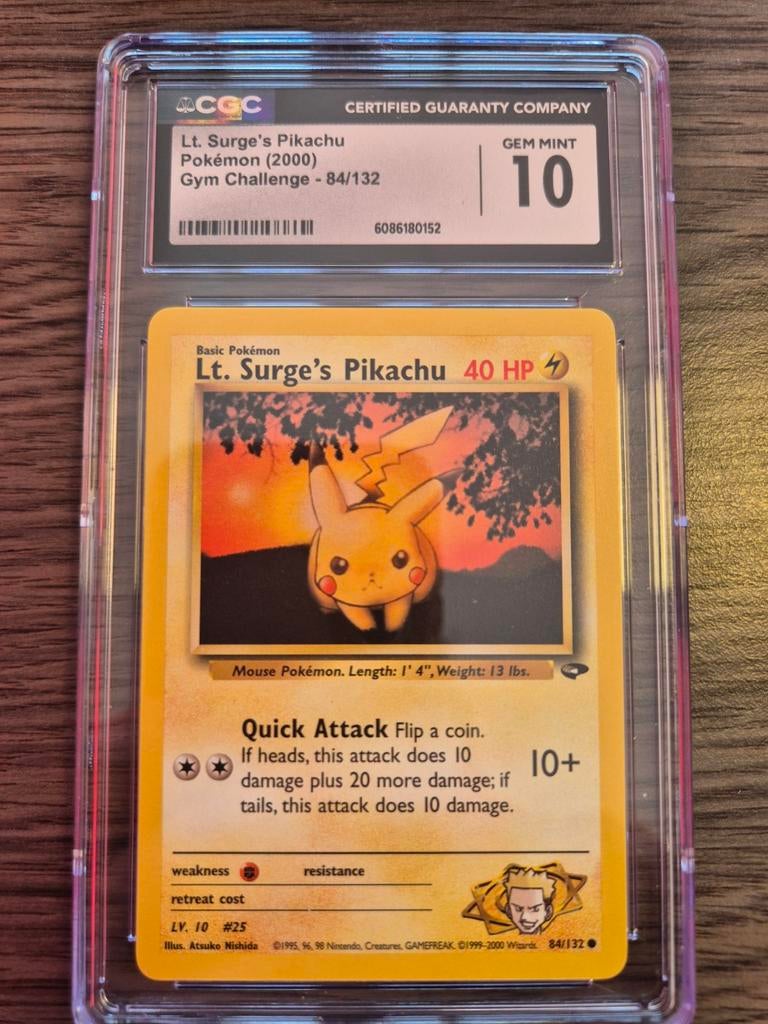 CGC
CERTIFIED GUARANTY COMPANY
Lt. Surge's Pikachu
Pokémon (2000)
Gym Challenge - 84/132
GEM MINT
10
6086180152
Basic Pokémon
Lt. Surge's Pikachu 40 HP
Mouse Pokémon. Length: 1' 4", Weight: 13 lbs.
Quick Attack Flip a coin.
If heads, this attack does 10
damage plus 20 more damage; if
tails, this attack does 10 damage.
10+
weakness resistance
retreat cost
LV. 10 #25
Illus. Atsuko Nishida ©1995, 96, 98 Nintendo, Creatures, GAMEFREAK. ©1999-2000 Wizards. 84/132